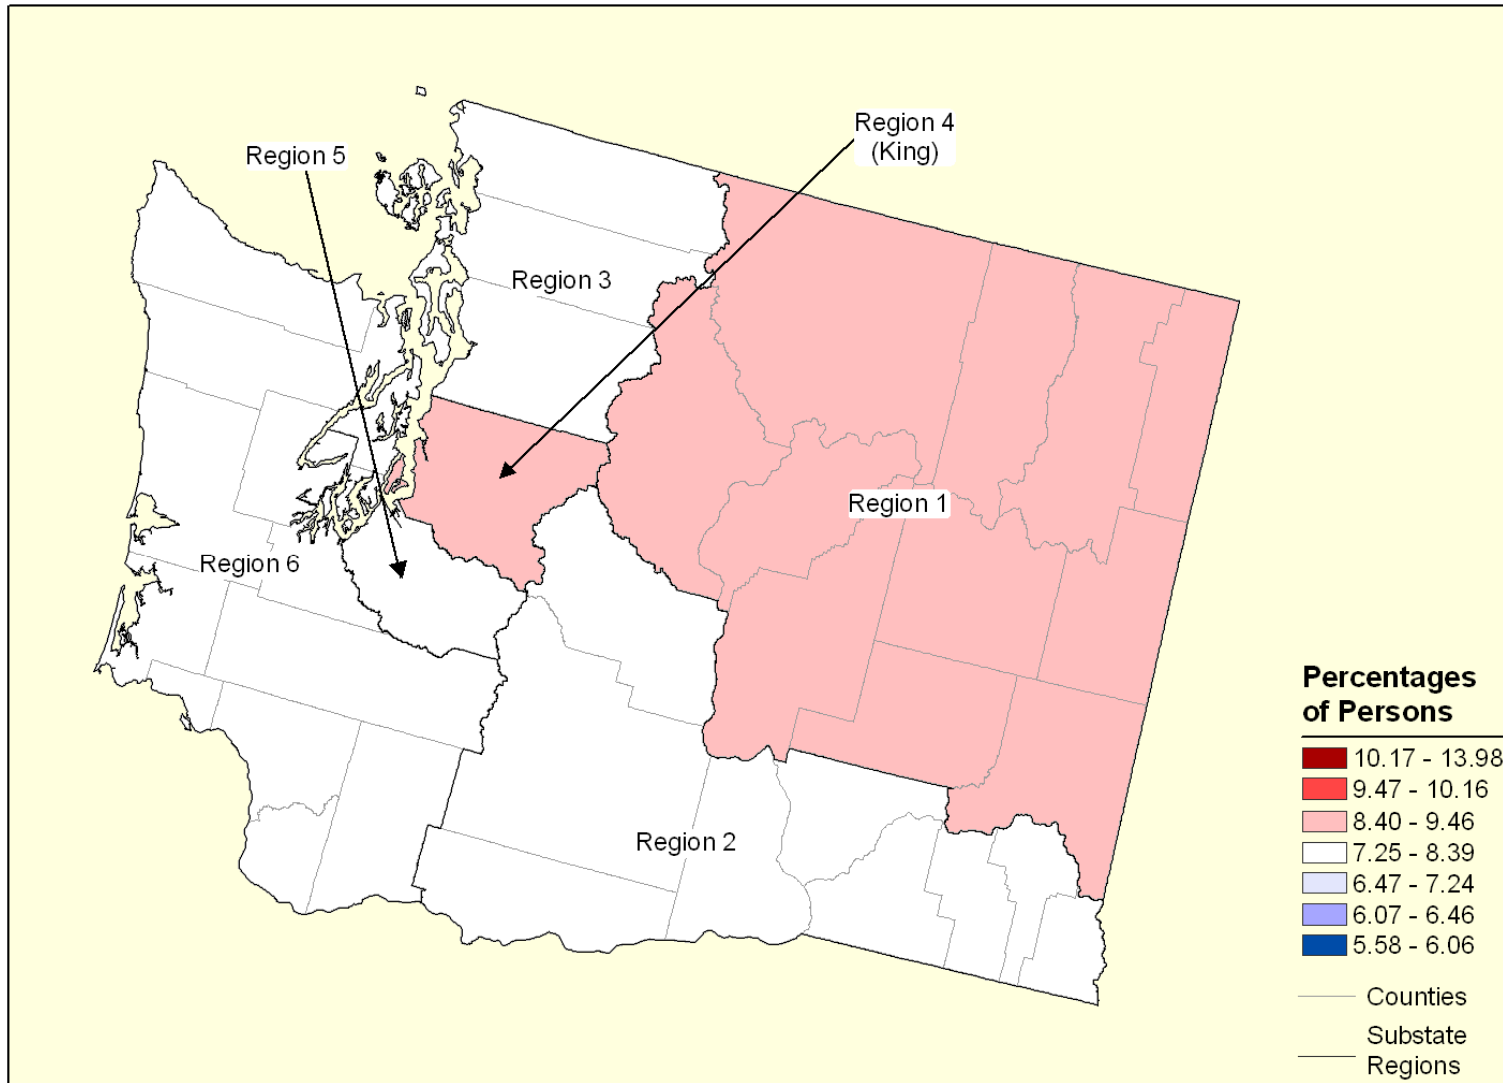 Region 4
(King)
Region 5
Region 3
Region 1
Region 6
Region 2
Percentages
of Persons
10.17 - 13.98
9.47 - 10.16
8.40 - 9.46
7.25 - 8.39
6.47 - 7.24
6.07 - 6.46
5.58 - 6.06
Counties
Substate
Regions